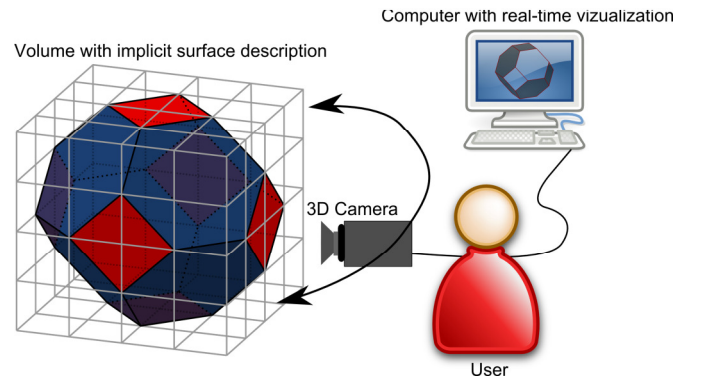 Computer with real-time vizualization
Volume with implicit surface description
3D Camera
User